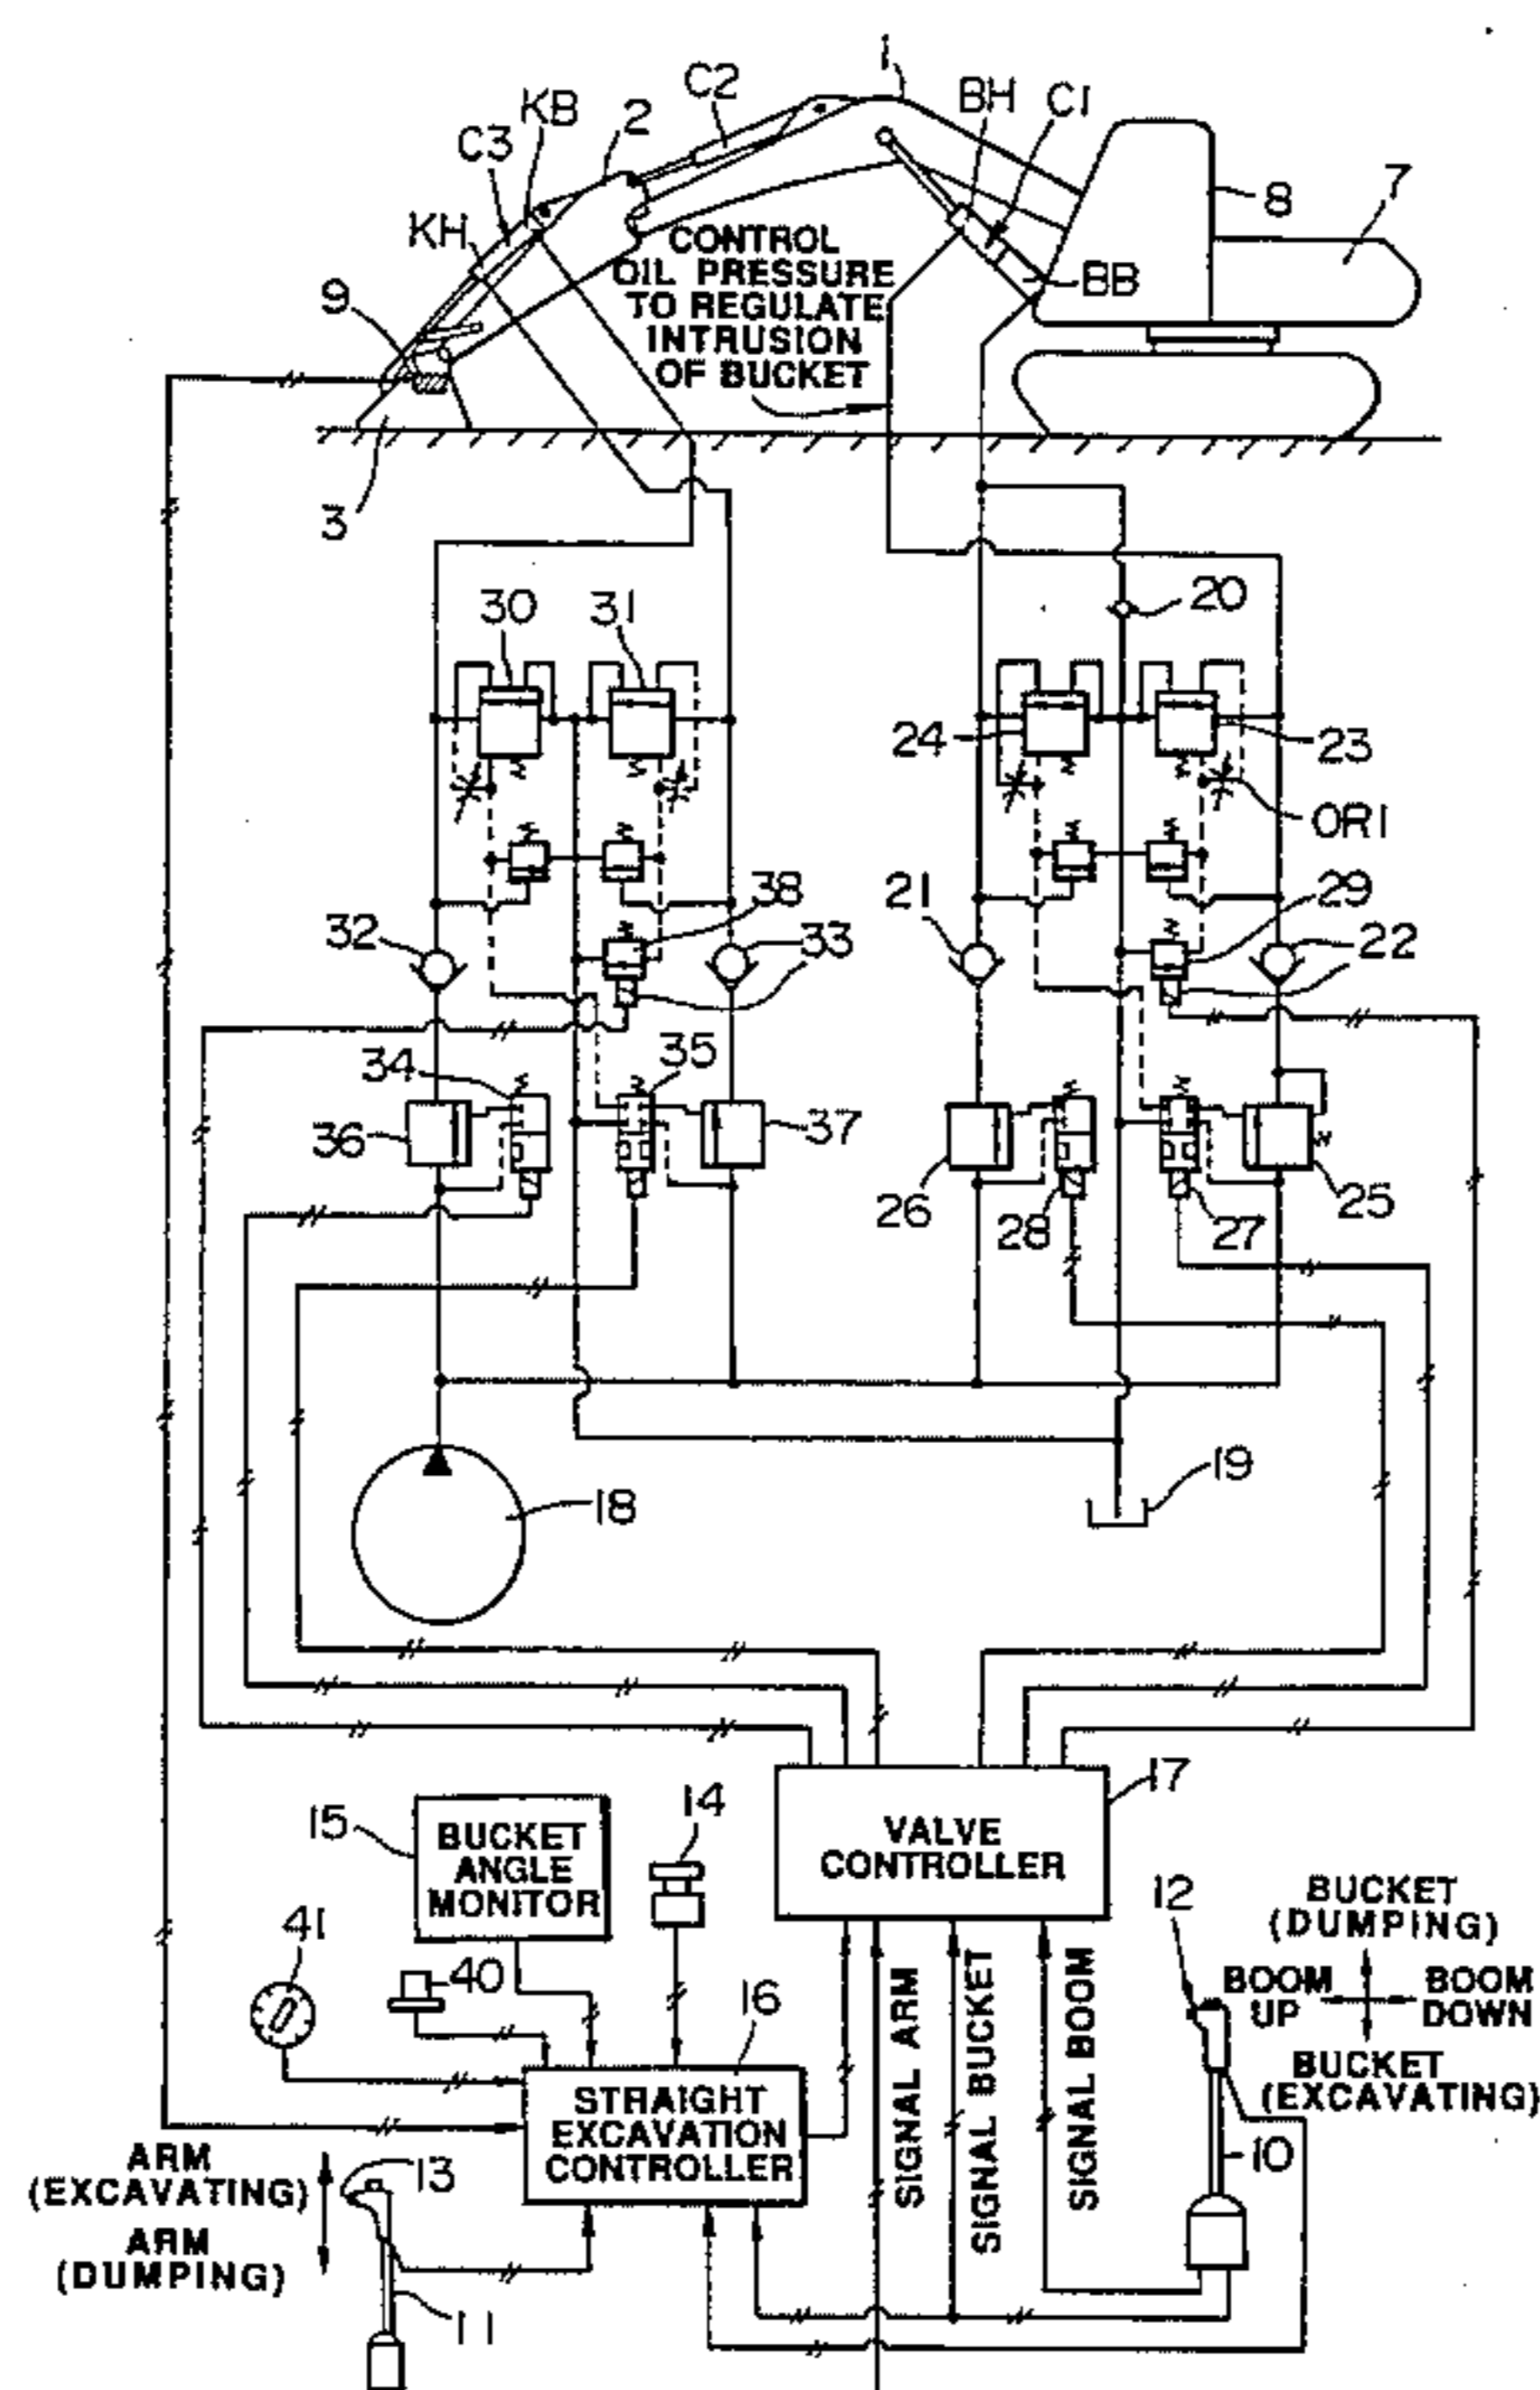 1
C2
BH
C1
KB
2
C3
8
7
KH
CONTROL
OIL PRESSURE
TO REGULATE
INTRUSION
OF BUCKET
BB
9
3
30
31
20
24
23
OR1
38
21
29
32
33
22
34
35
36
37
26
28
27
25
18
19
17
14
15
BUCKET
ANGLE
MONITOR
VALVE
CONTROLLER
12
BUCKET
(DUMPING)
41
40
16
BOOM
UP
BOOM
DOWN
SIGNAL ARM
SIGNAL BUCKET
SIGNAL BOOM
STRAIGHT
EXCAVATION
CONTROLLER
BUCKET
(EXCAVATING)
10
ARM
(EXCAVATING)
13
ARM
(DUMPING)
11